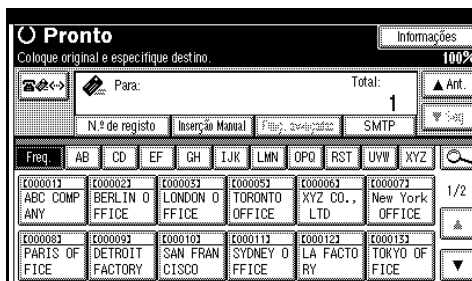 Pronto
Informações
Coloque original e especifique destino.
100%
Para:
Total:
1
▲Ant.
N.º de registo
Inserção Manual
SMTP
Freq.
AB
CD
EF
GH
IJK
LMN
OPQ
RST
UVW
XYZ
[00001]
ABC COMP
ANY
[00002]
BERLIN O
FFICE
[00003]
LONDON O
FFICE
[00005]
TORONTO
OFFICE
[00006]
XYZ CO.,
LTD
[00007]
New York
OFFICE
1/2
[00008]
PARIS OF
FICE
[00009]
DETROIT
FACTORY
[00010]
SAN FRAN
CISCO
[00011]
SYDNEY O
FFICE
[00012]
LA FACTO
RY
[00013]
TOKYO OF
FICE